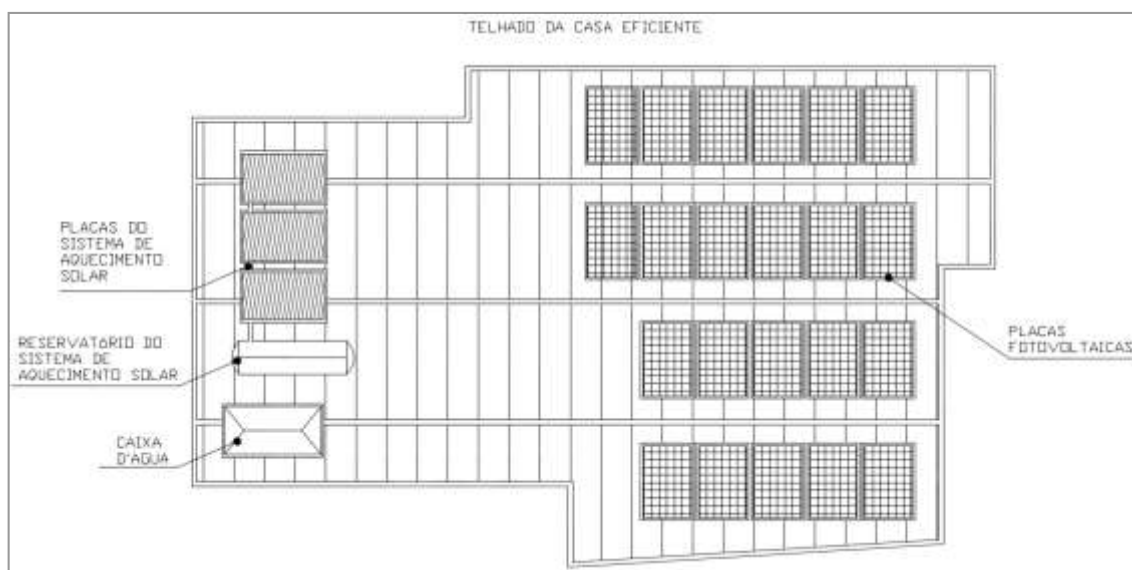 TELHADO DA CASA EFICIENTE
PLACAS DO
SISTEMA DE
AQUECIMENTO
SOLAR
RESERVATÓRIO DO
SISTEMA DE
AQUECIMENTO SOLAR
CAIXA
D'AGUA
PLACAS
FOTOVOLTAICAS